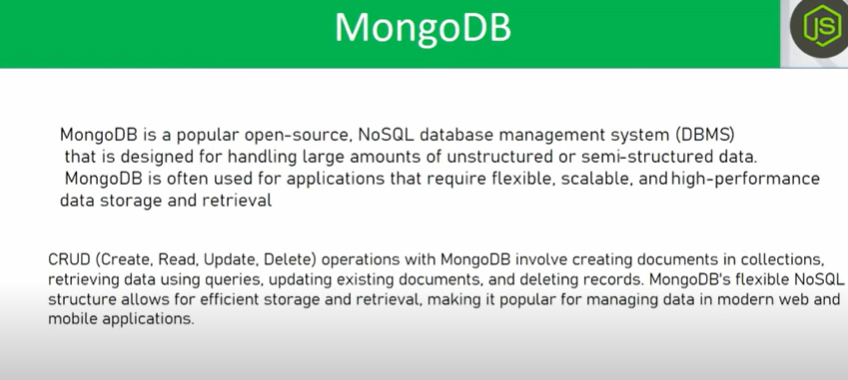 MongoDB
JS
MongoDB is a popular open-source, NoSQL database management system (DBMS)
that is designed for handling large amounts of unstructured or semi-structured data.
MongoDB is often used for applications that require flexible, scalable, and high-performance
data storage and retrieval
CRUD (Create, Read, Update, Delete) operations with MongoDB involve creating documents in collections,
retrieving data using queries, updating existing documents, and deleting records. MongoDB's flexible NoSQL
structure allows for efficient storage and retrieval, making it popular for managing data in modern web and
mobile applications.